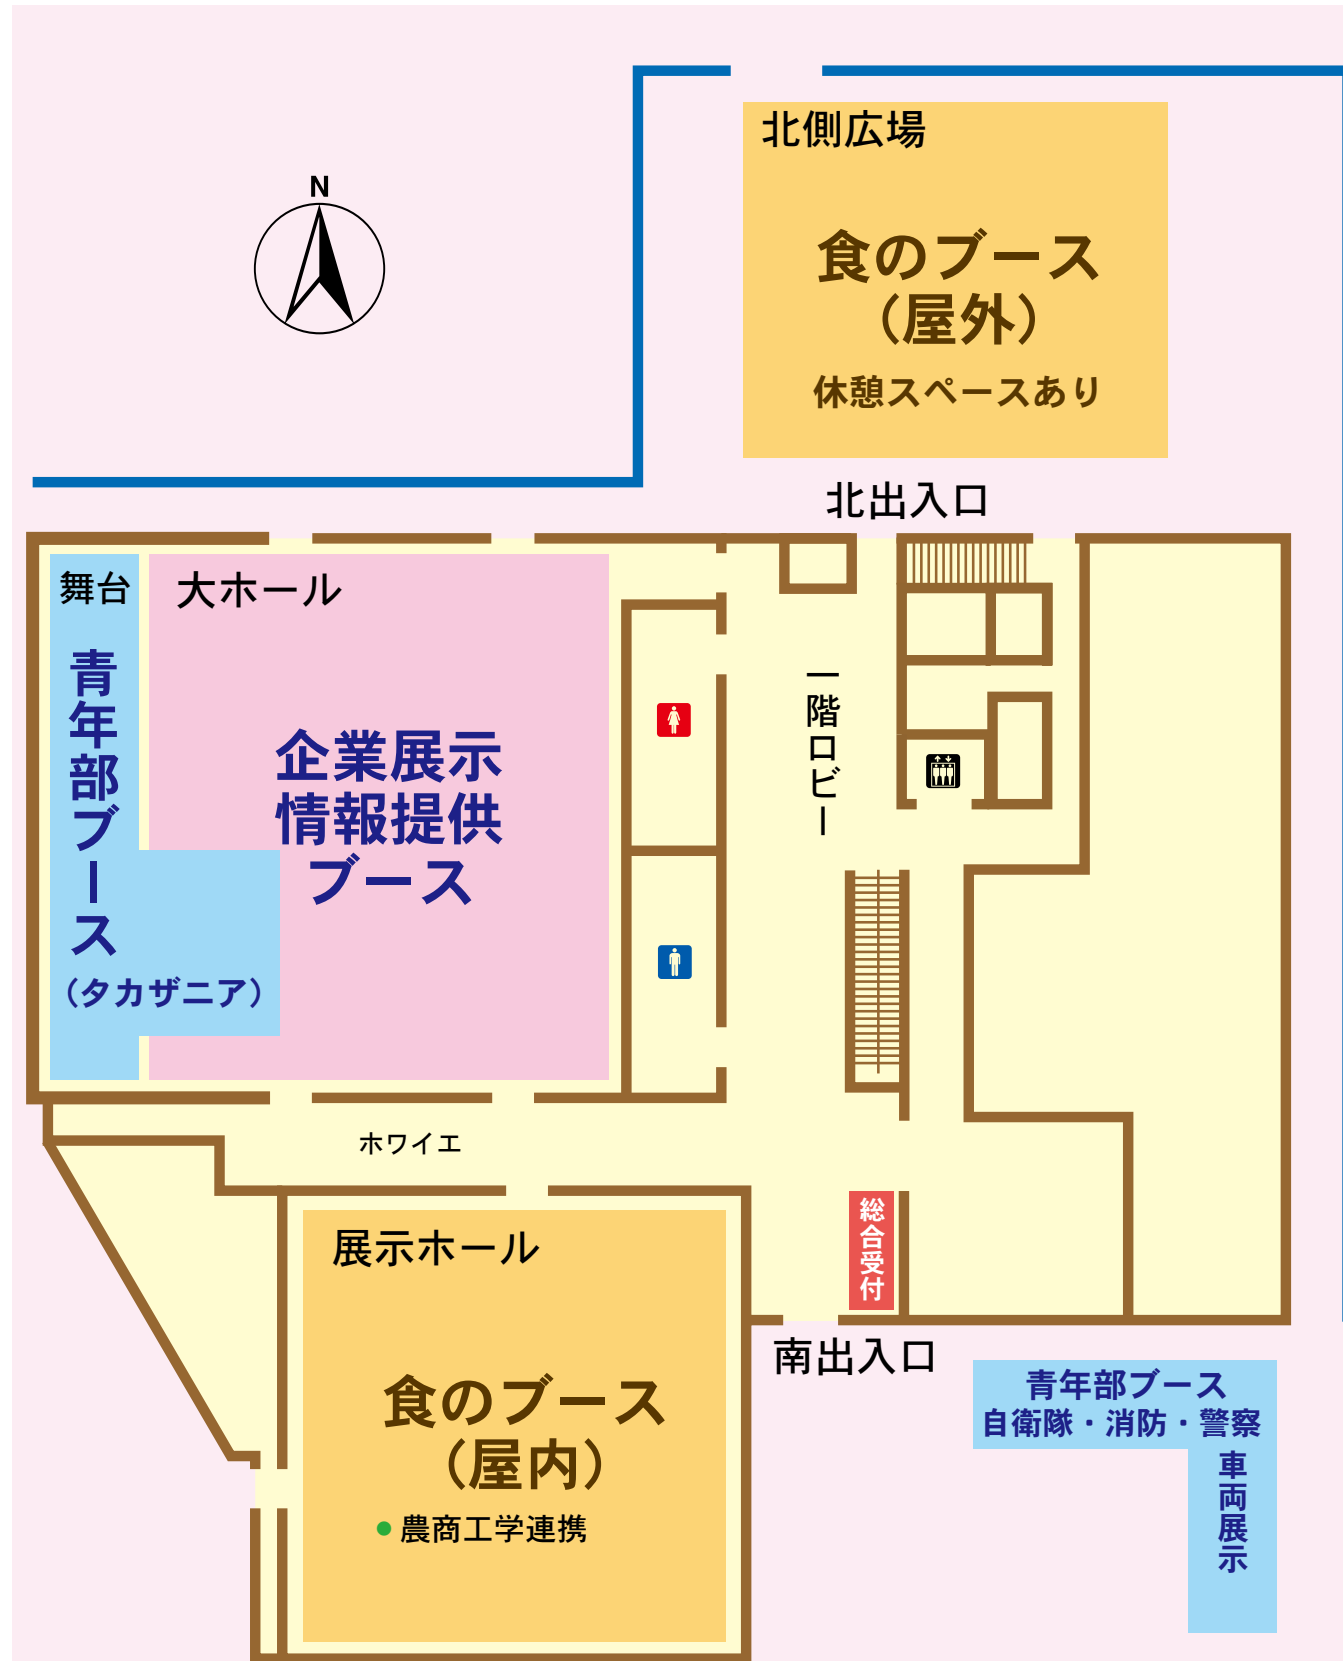 北側広場
食のブース
（屋外）
休憩スペースあり
N
北出入口
舞台
青年部ブース
（タカザニア）
大ホール
企業展示
情報提供
ブース
一階ロビー
ホワイエ
総合受付
展示ホール
食のブース
（屋内）
●農商工学連携
南出入口
青年部ブース
自衛隊・消防・警察
車両展示